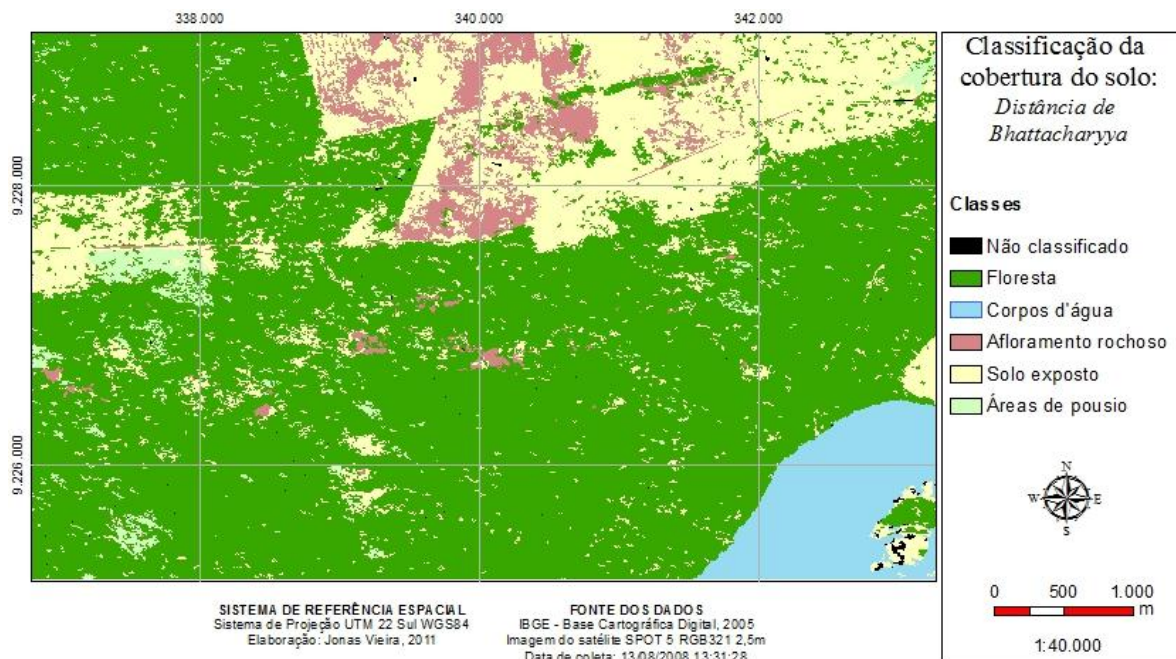 338.000
340.000
342.000
9.228.000
9.226.000
Classificação da
cobertura do solo:
Distância de
Bhattacharyya
Classes
Não classificado
Floresta
Corpos d'água
Afloramento rochoso
Solo exposto
Áreas de pousio
N
W
E
S
0 500 1.000
m
1:40.000
SISTEMA DE REFERÊNCIA ESPACIAL
Sistema de Projeção UTM 22 Sul WGS84
Elaboração: Jonas Vieira, 2011
FONTE DOS DADOS
IBGE - Base Cartográfica Digital, 2005
Imagem do satélite SPOT 5 RGB321 2,5m
Data de coleta: 13/08/2008 13:31:28